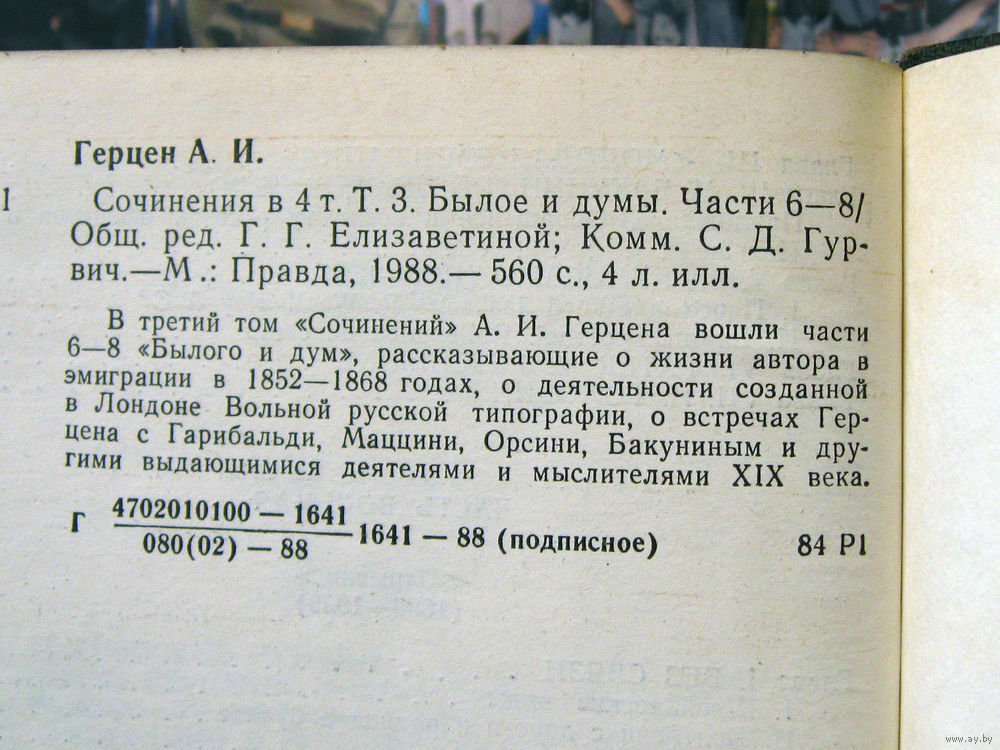 Герцен А. И.
1
Сочинения в 4 т. Т. 3. Былое и думы. Части 6—8/
Общ. ред. Г. Г. Елизаветиной; Комм. С. Д. Гур-
вич.—М.: Правда, 1988.— 560 с., 4 л. илл.
В третий том «Сочинений» А. И. Герцена вошли части
6—8 «Былого и дум», рассказывающие о жизни автора в
эмиграции в 1852—1868 годах, о деятельности созданной
в Лондоне Вольной русской типографии, о встречах Гер-
цена с Гарибальди, Маццини, Орсини, Бакуниным и дру-
гими выдающимися деятелями и мыслителями XIX века.
Г 4702010100 — 1641
080(02) — 88
1641 — 88 (подписное)
84 Р1
www.ay.by